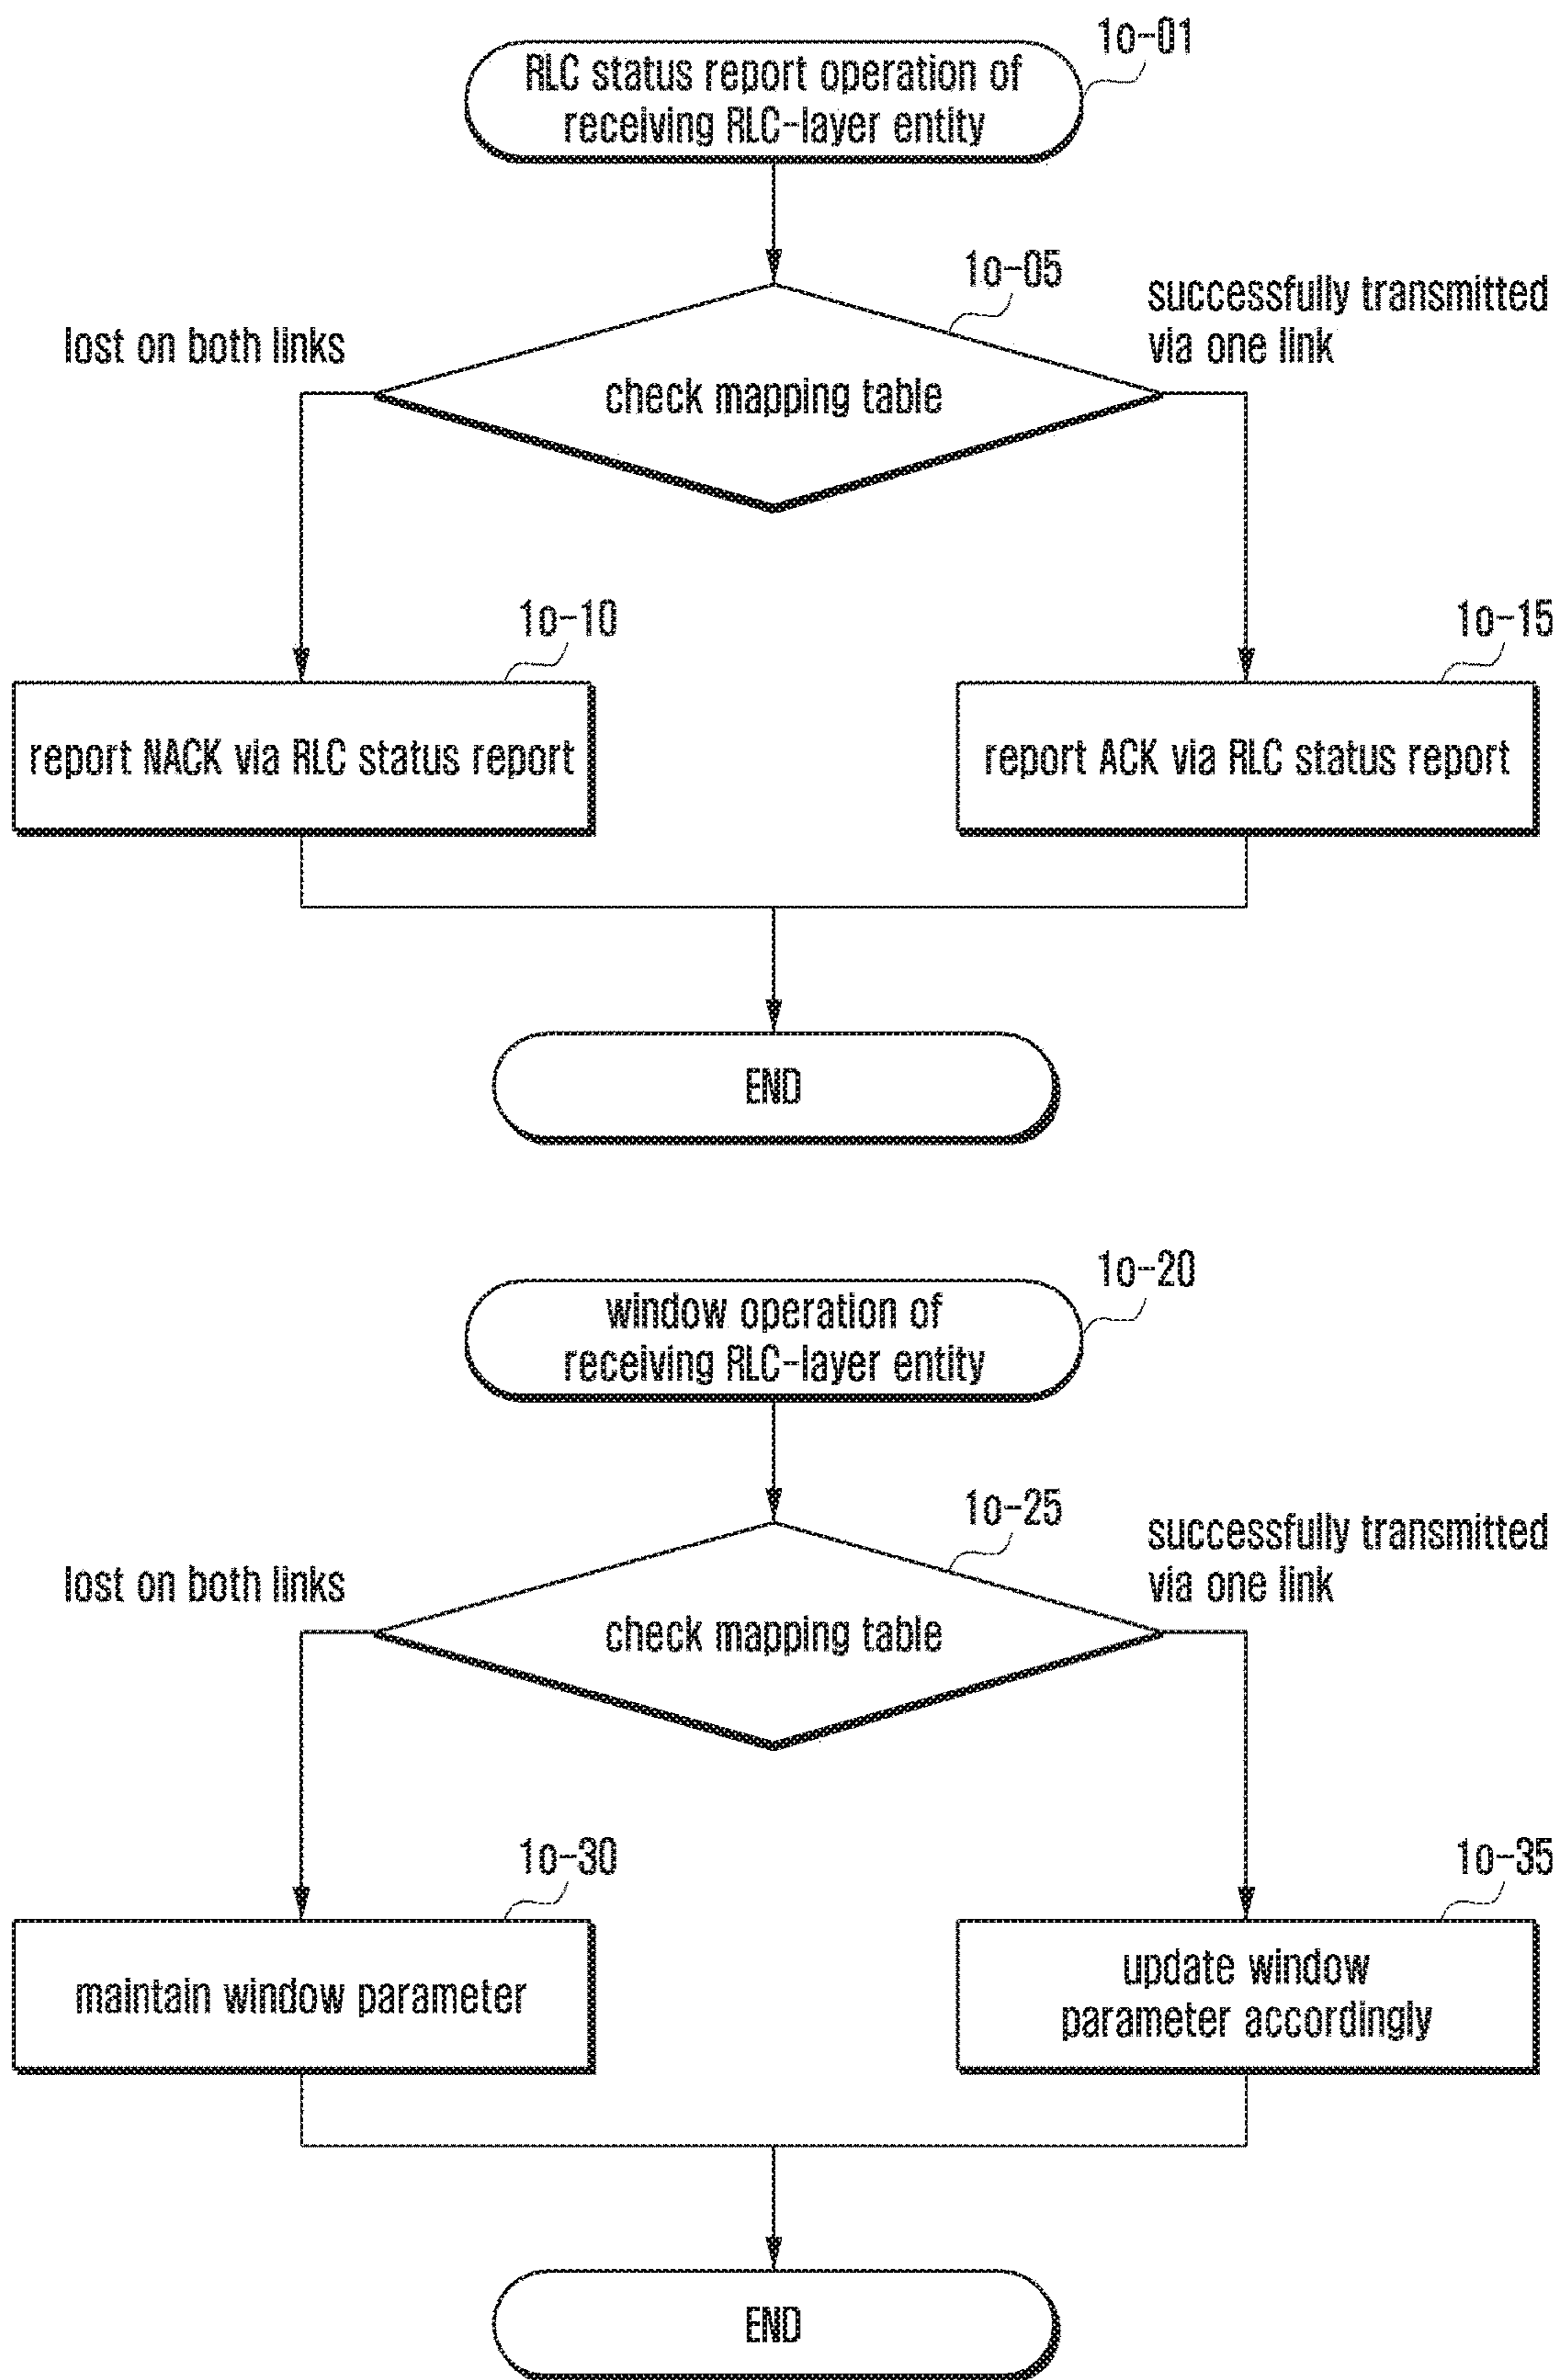 1o-01
RLC status report operation of
receiving RLC-layer entity
1o-05
successfully transmitted
via one link
lost on both links
check mapping table
1o-10
1o-15
report NACK via RLC status report
report ACK via RLC status report
END
1o-20
window operation of
receiving RLC-layer entity
1o-25
successfully transmitted
via one link
lost on both links
check mapping table
1o-30
1o-35
maintain window parameter
update window
parameter accordingly
END